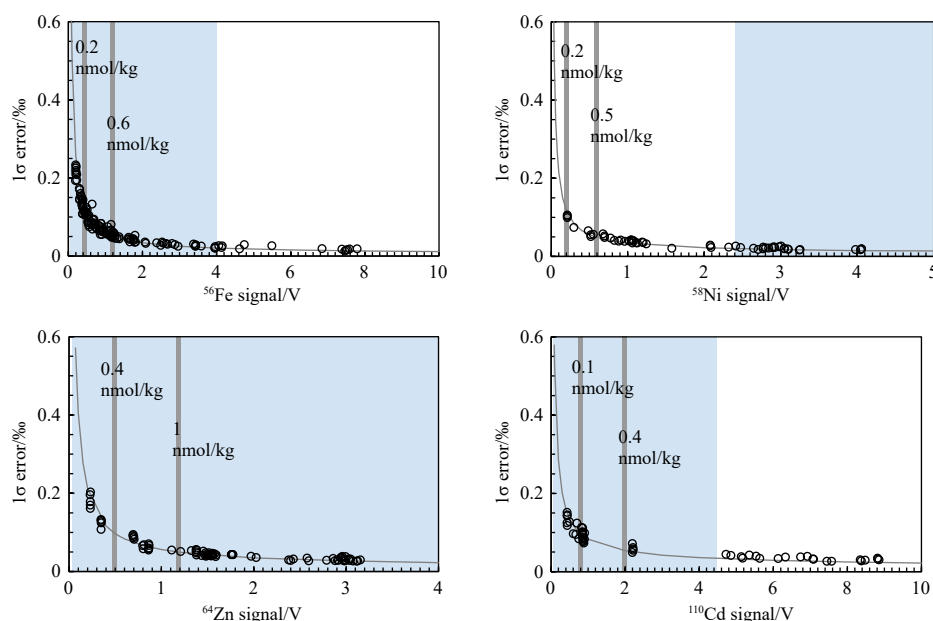 0.6
0.4
0.2
0
1σ error/‰
0.2
nmol/kg
0.6
nmol/kg
0 2 4 6 8 10
⁵⁶Fe signal/V
0.6
0.4
0.2
0
1σ error/‰
0.2
nmol/kg
0.5
nmol/kg
0 1 2 3 4 5
⁵⁸Ni signal/V
0.6
0.4
0.2
0
1σ error/‰
0.4
nmol/kg
1
nmol/kg
0 1 2 3 4
⁶⁴Zn signal/V
0.6
0.4
0.2
0
1σ error/‰
0.1
nmol/kg
0.4
nmol/kg
0 2 4 6 8 10
¹¹⁰Cd signal/V